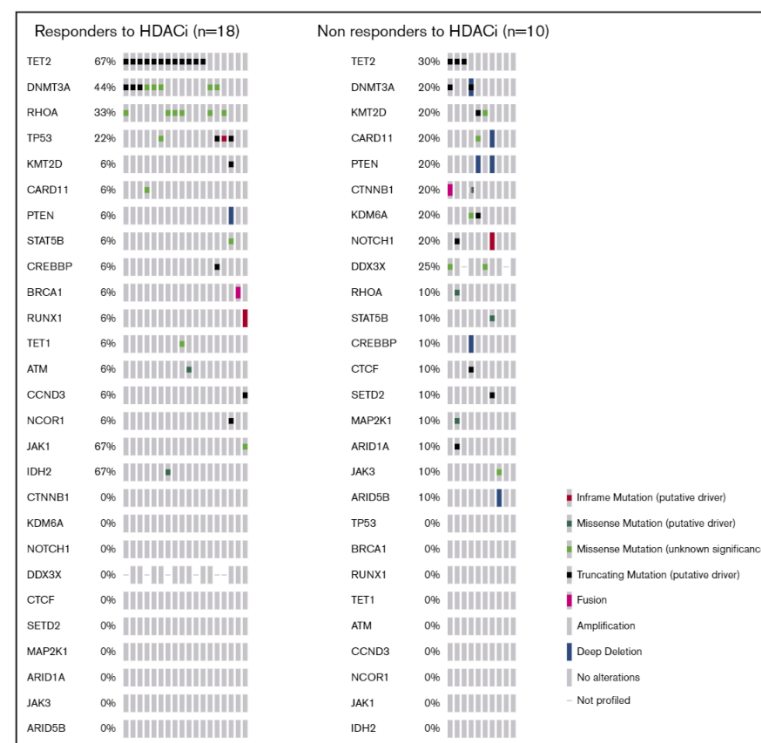 Responders to HDACi (n=18)
TET2 67%
DNMT3A 44%
RHOA 33%
TP53 22%
KMT2D 6%
CARD11 6%
PTEN 6%
STAT5B 6%
CREBBP 6%
BRCA1 6%
RUNX1 6%
TET1 6%
ATM 6%
CCND3 6%
NCOR1 6%
JAK1 67%
IDH2 67%
CTNNB1 0%
KDM6A 0%
NOTCH1 0%
DDX3X 0%
CTCF 0%
SETD2 0%
MAP2K1 0%
ARID1A 0%
JAK3 0%
ARID5B 0%
Non responders to HDACi (n=10)
TET2 30%
DNMT3A 20%
KMT2D 20%
CARD11 20%
PTEN 20%
CTNNB1 20%
KDM6A 20%
NOTCH1 20%
DDX3X 25%
RHOA 10%
STAT5B 10%
CREBBP 10%
CTCF 10%
SETD2 10%
MAP2K1 10%
ARID1A 10%
JAK3 10%
ARID5B 10%
TP53 0%
BRCA1 0%
RUNX1 0%
TET1 0%
ATM 0%
CCND3 0%
NCOR1 0%
JAK1 0%
IDH2 0%
Inframe Mutation (putative driver)
Missense Mutation (putative driver)
Missense Mutation (unknown significance
Truncating Mutation (putative driver)
Fusion
Amplification
Deep Deletion
No alterations
Not profiled